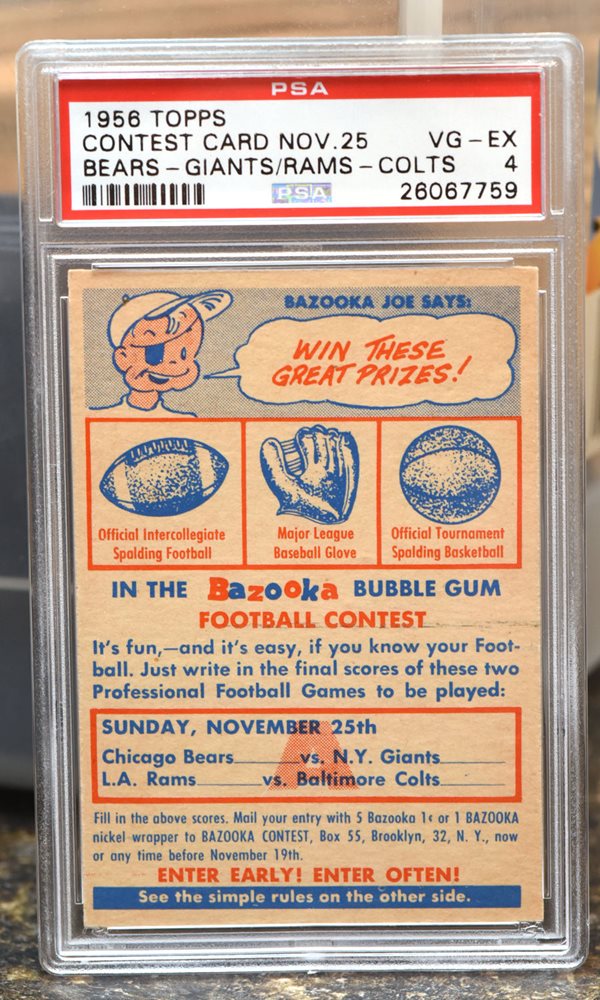 PSA
1956 TOPPS
CONTEST CARD NOV.25 VG-EX
BEARS-GIANTS/RAMS-COLTS 4
PSA 26067759
BAZOOKA JOE SAYS:
WIN THESE
GREAT PRIZES!
Official Intercollegiate
Spalding Football
Major League
Baseball Glove
Official Tournament
Spalding Basketball
IN THE Bazooka BUBBLE GUM
FOOTBALL CONTEST
It's fun,—and it's easy, if you know your Foot-
ball. Just write in the final scores of these two
Professional Football Games to be played:
A
SUNDAY, NOVEMBER 25th
Chicago Bears______vs. N.Y. Giants______
L.A. Rams______vs. Baltimore Colts______
Fill in the above scores. Mail your entry with 5 Bazooka 1¢ or 1 BAZOOKA
nickel wrapper to BAZOOKA CONTEST, Box 55, Brooklyn, 32, N. Y., now
or any time before November 19th.
ENTER EARLY! ENTER OFTEN!
See the simple rules on the other side.